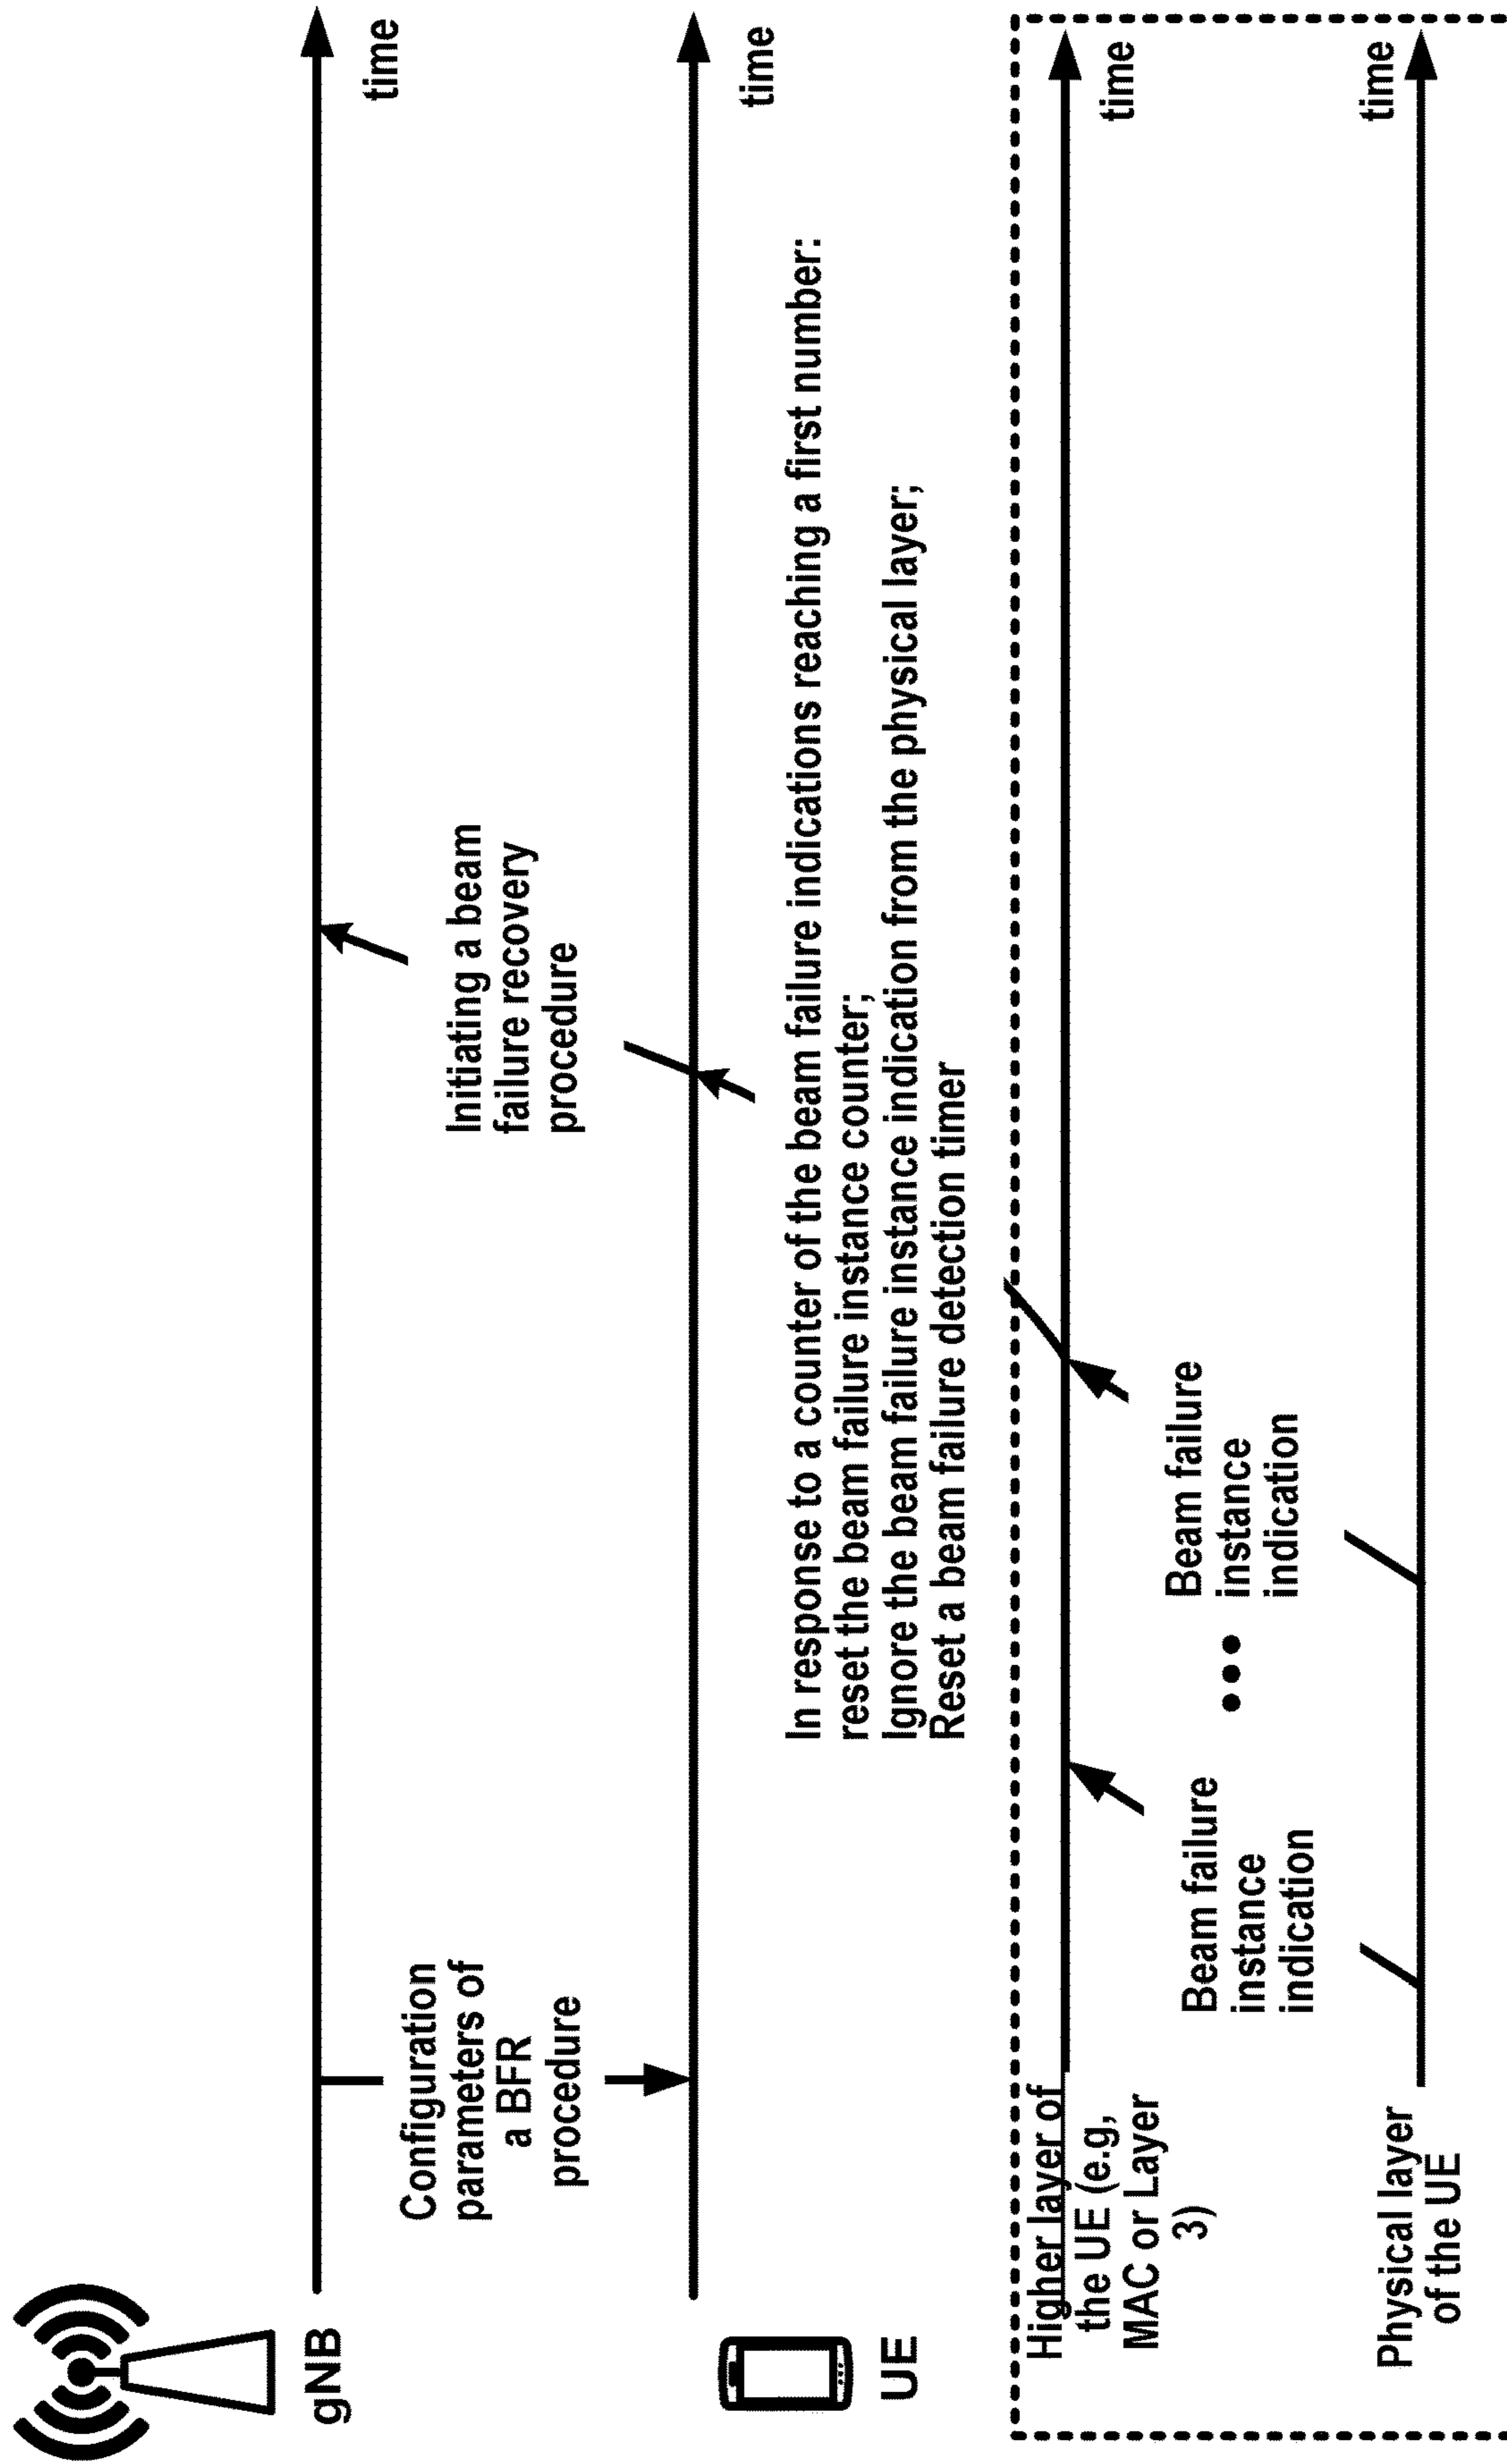 gNB
time
Configuration
parameters of
a BFR
procedure
Initiating a beam
failure recovery
procedure
UE
time
In response to a counter of the beam failure indications reaching a first number:
reset the beam failure instance counter;
Ignore the beam failure instance indication from the physical layer;
Reset a beam failure detection timer
Higher layer of
the UE (e.g,
MAC or Layer
3)
time
Beam failure
instance
indication
•••
Beam failure
instance
indication
Physical layer
of the UE
time